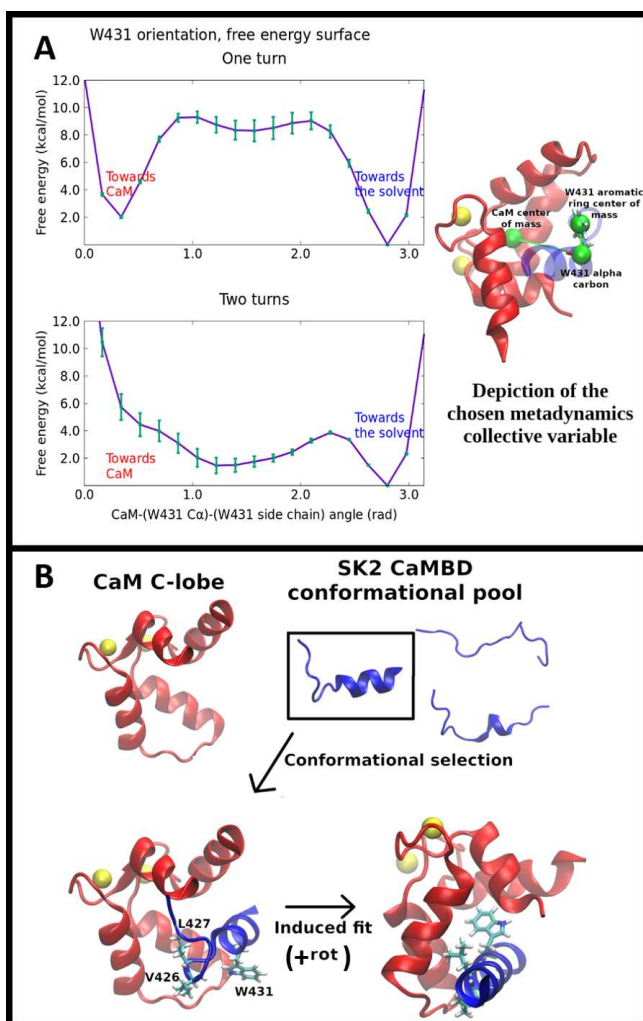 A
W431 orientation, free energy surface
One turn
12.0
10.0
8.0
6.0
4.0
2.0
Free energy (kcal/mol)
Towards
CaM
Towards
the solvent
0.0
1.0
2.0
3.0
Two turns
12.0
10.0
8.0
6.0
4.0
2.0
Free energy (kcal/mol)
Towards
CaM
Towards
the solvent
0.0
1.0
2.0
3.0
CaM-(W431 Cα)-(W431 side chain) angle (rad)
CaM center
of mass
W431 aromatic
ring center of
mass
W431 alpha
carbon
Depiction of the
chosen metadynamics
collective variable
B
CaM C-lobe
SK2 CaMBD
conformational pool
Conformational selection
L427
V426
W431
Induced fit
(+rot)